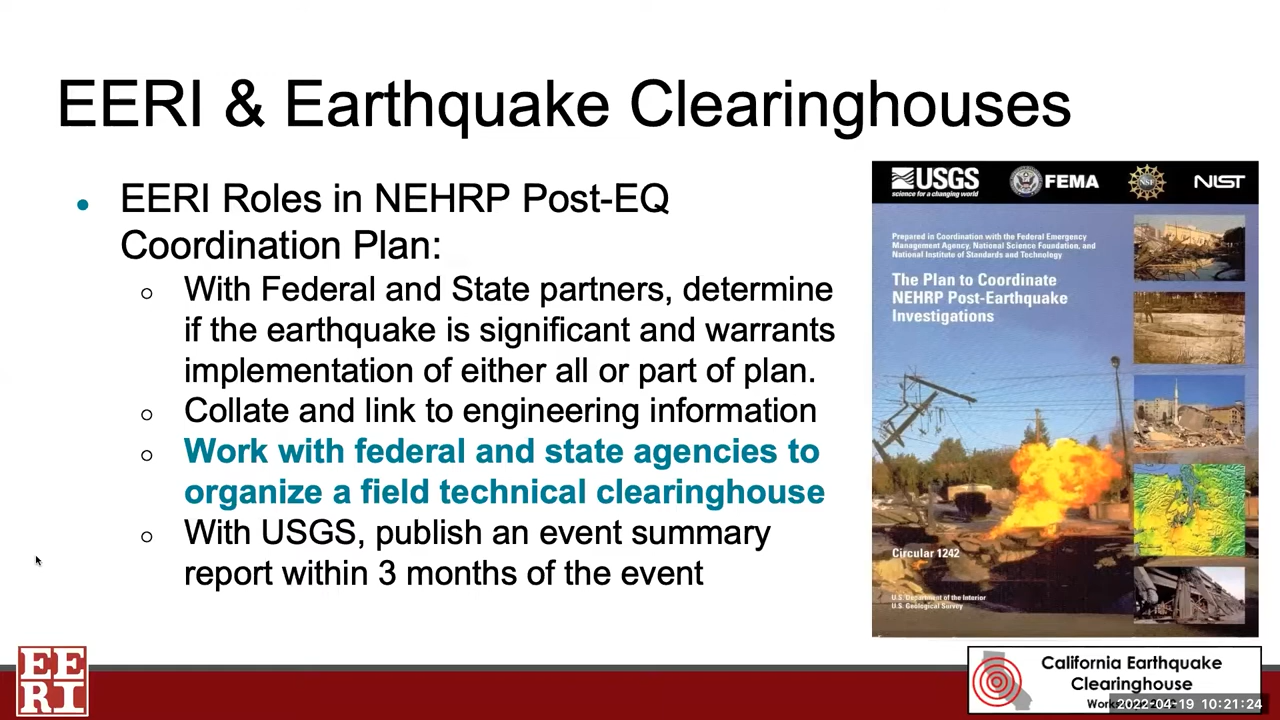 EERI & Earthquake Clearinghouses
EERI Roles in NEHRP Post-EQ
Coordination Plan:
With Federal and State partners, determine
if the earthquake is significant and warrants
implementation of either all or part of plan.
Collate and link to engineering information
Work with federal and state agencies to
organize a field technical clearinghouse
With USGS, publish an event summary
report within 3 months of the event
USGS
science for a changing world
FEMA
NSF
NIST
Prepared in Coordination with the Federal Emergency
Management Agency, National Science Foundation, and
National Institute of Standards and Technology
The Plan to Coordinate
NEHRP Post-Earthquake
Investigations
Circular 1242
U.S. Department of the Interior
U.S. Geological Survey
EE
RI
California Earthquake
Clearinghouse
2022-04-19 10:21:24